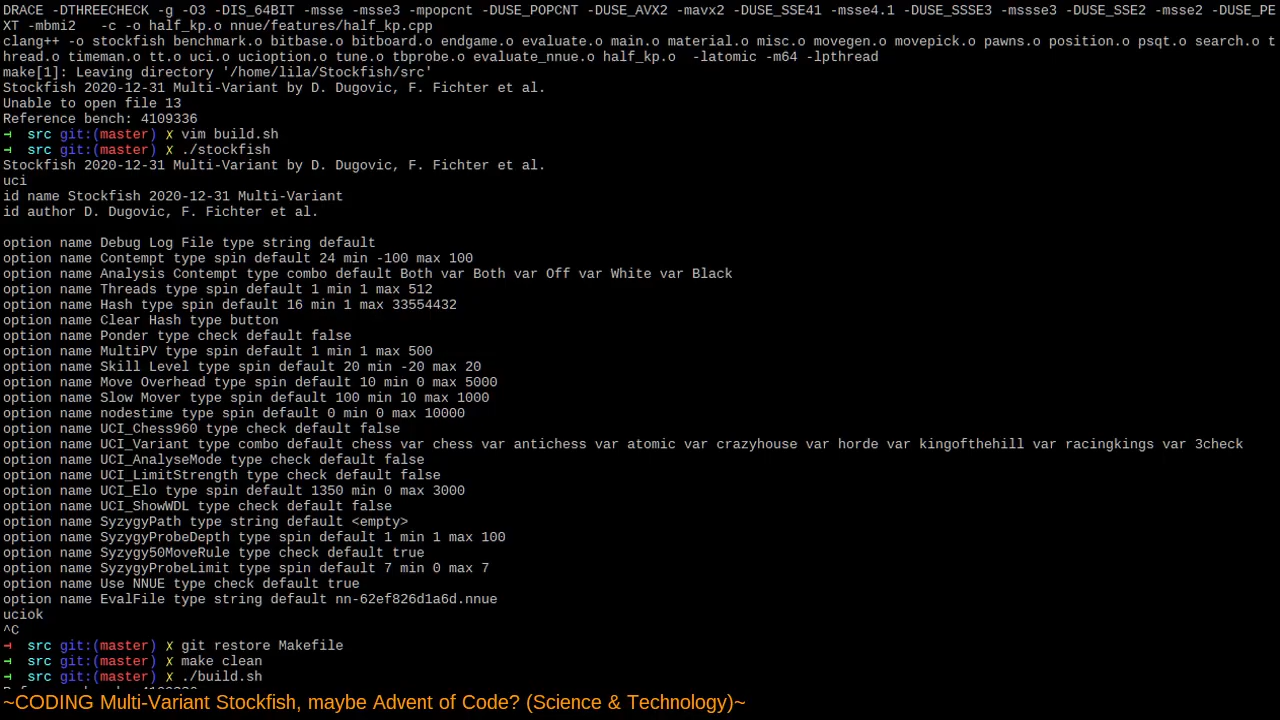 DRACE -DTHREECHECK -g -O3 -DIS_64BIT -msse -msse3 -mpopcnt -DUSE_POPCNT -DUSE_AVX2 -mavx2 -DUSE_SSE41 -msse4.1 -DUSE_SSSE3 -mssse3 -DUSE_SSE2 -msse2 -DUSE_PE
XT -mbmi2   -c -o half_kp.o nnue/features/half_kp.cpp
clang++ -o stockfish benchmark.o bitbase.o bitboard.o endgame.o evaluate.o main.o material.o misc.o movegen.o movepick.o pawns.o position.o psqt.o search.o t
hread.o timeman.o tt.o uci.o ucioption.o tune.o tbprobe.o evaluate_nnue.o half_kp.o  -latomic -m64 -lpthread
make[1]: Leaving directory '/home/lila/Stockfish/src'
Stockfish 2020-12-31 Multi-Variant by D. Dugovic, F. Fichter et al.
Unable to open file 13
Reference bench: 4109336
→  src git:(master) ✗ vim build.sh
→  src git:(master) ✗ ./stockfish
Stockfish 2020-12-31 Multi-Variant by D. Dugovic, F. Fichter et al.
uci
id name Stockfish 2020-12-31 Multi-Variant
id author D. Dugovic, F. Fichter et al.
option name Debug Log File type string default
option name Contempt type spin default 24 min -100 max 100
option name Analysis Contempt type combo default Both var Both var Off var White var Black
option name Threads type spin default 1 min 1 max 512
option name Hash type spin default 16 min 1 max 33554432
option name Clear Hash type button
option name Ponder type check default false
option name MultiPV type spin default 1 min 1 max 500
option name Skill Level type spin default 20 min -20 max 20
option name Move Overhead type spin default 10 min 0 max 5000
option name Slow Mover type spin default 100 min 10 max 1000
option name nodestime type spin default 0 min 0 max 10000
option name UCI_Chess960 type check default false
option name UCI_Variant type combo default chess var chess var antichess var atomic var crazyhouse var horde var kingofthehill var racingkings var 3check
option name UCI_AnalyseMode type check default false
option name UCI_LimitStrength type check default false
option name UCI_Elo type spin default 1350 min 0 max 3000
option name UCI_ShowWDL type check default false
option name SyzygyPath type string default <empty>
option name SyzygyProbeDepth type spin default 1 min 1 max 100
option name Syzygy50MoveRule type check default true
option name SyzygyProbeLimit type spin default 7 min 0 max 7
option name Use NNUE type check default true
option name EvalFile type string default nn-62ef826d1a6d.nnue
uciok
^C
→  src git:(master) ✗ git restore Makefile
→  src git:(master) ✗ make clean
→  src git:(master) ✗ ./build.sh
Reference bench: 4109336
~CODING Multi-Variant Stockfish, maybe Advent of Code? (Science & Technology)~